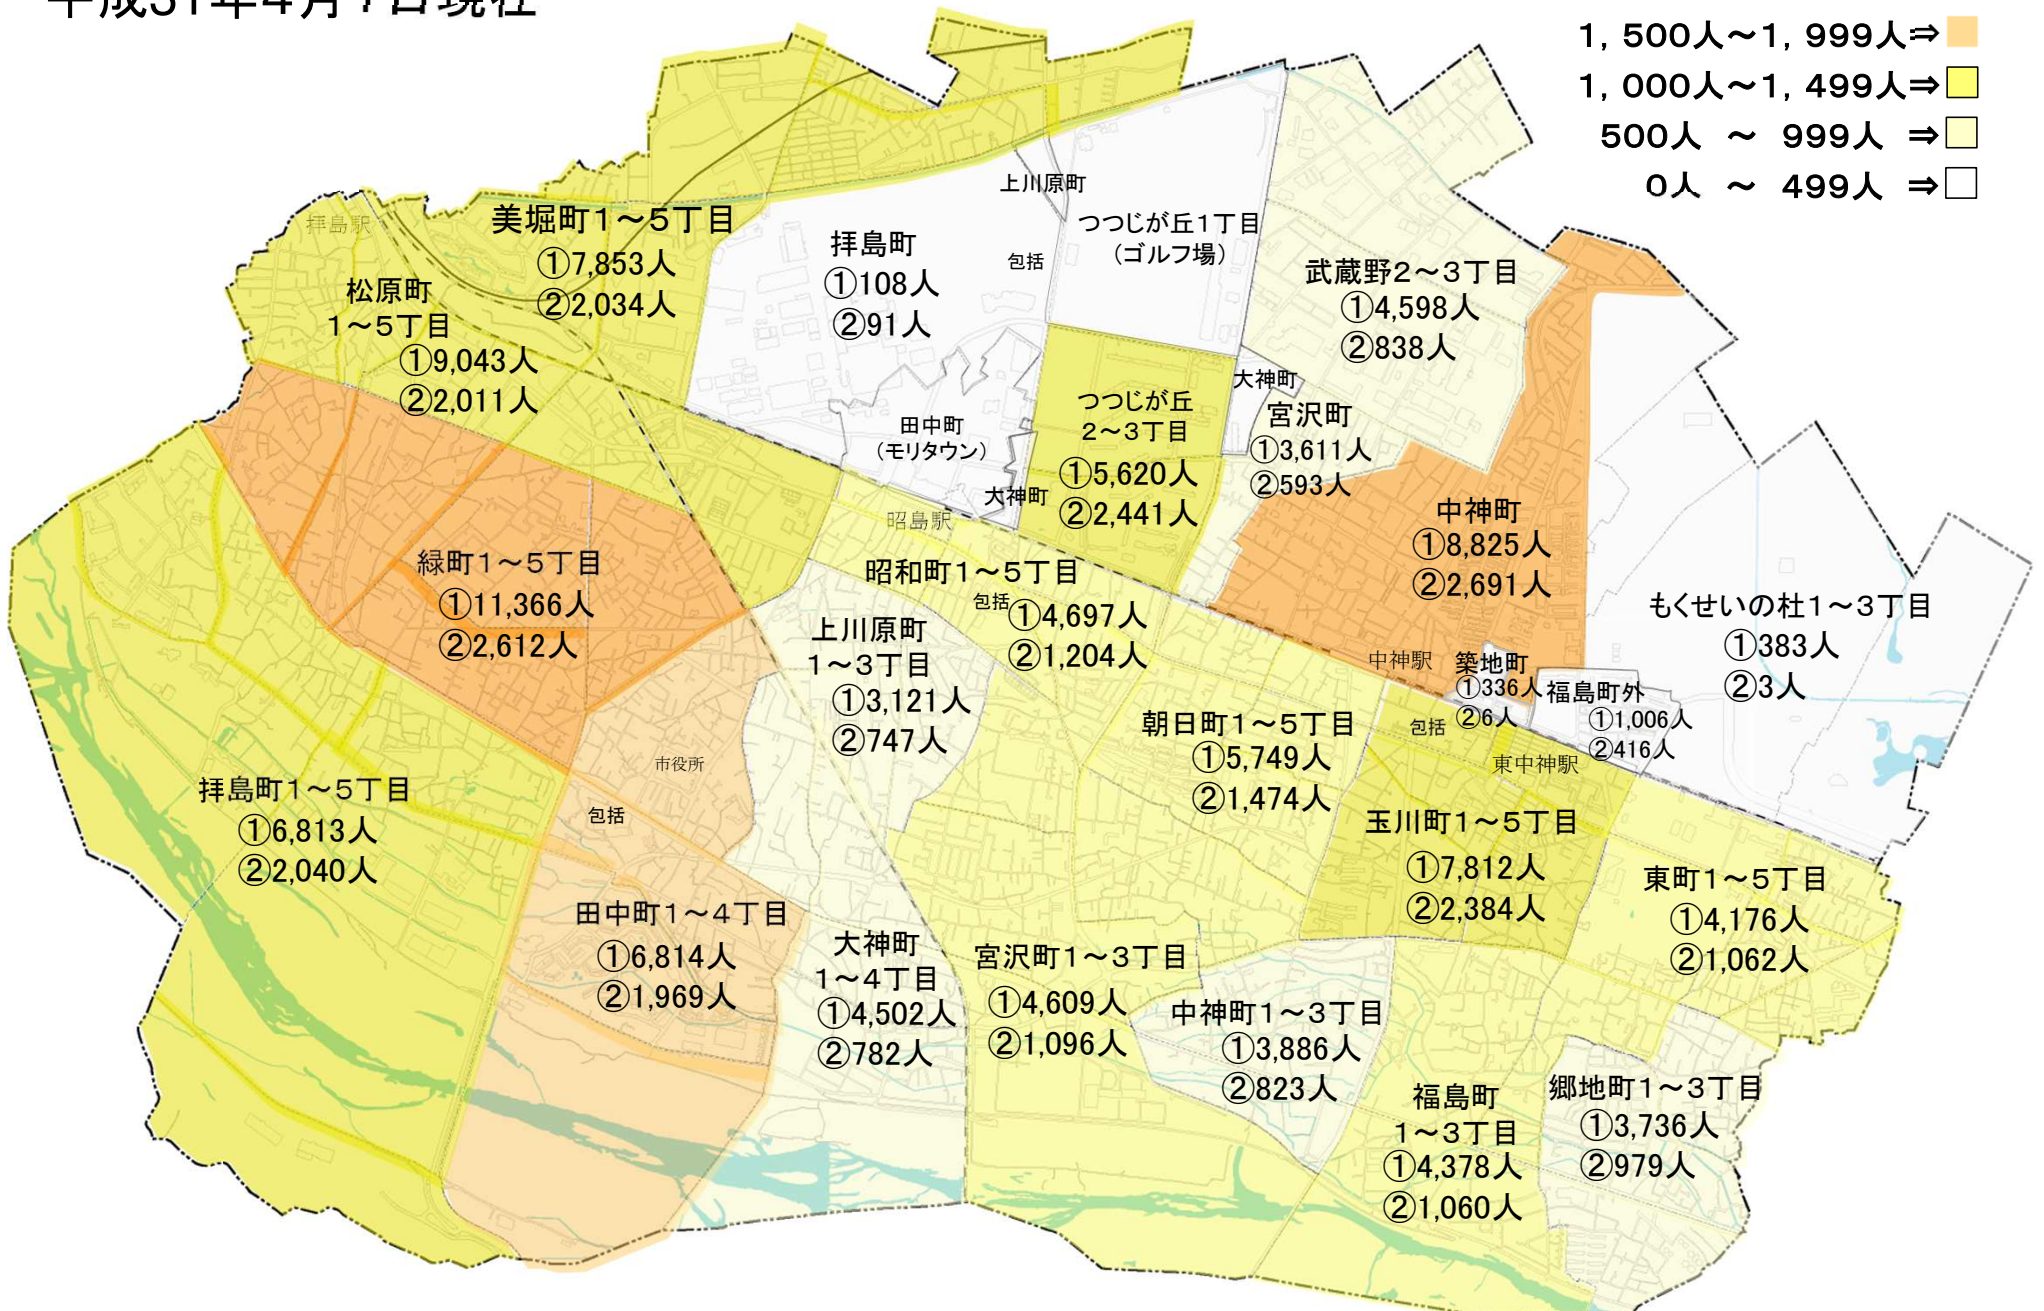 平成31年4月1日現在
1,500人～1,999人⇒
1,000人～1,499人⇒
500人 ～ 999人 ⇒
0人 ～ 499人 ⇒
拝島駅
美堀町1～5丁目
①7,853人
②2,034人
松原町
1～5丁目
①9,043人
②2,011人
拝島町
①108人
②91人
上川原町
包括
つつじが丘1丁目
(ゴルフ場)
武蔵野2～3丁目
①4,598人
②838人
田中町
(モリタウン)
大神町
昭島駅
つつじが丘
2～3丁目
①5,620人
②2,441人
大神町
宮沢町
①3,611人
②593人
中神町
①8,825人
②2,691人
もくせいの杜1～3丁目
①383人
②3人
緑町1～5丁目
①11,366人
②2,612人
昭和町1～5丁目
包括
①4,697人
②1,204人
上川原町
1～3丁目
①3,121人
②747人
中神駅
築地町
①336人
②6人
福島町外
①1,006人
②416人
包括
東中神駅
朝日町1～5丁目
①5,749人
②1,474人
市役所
包括
拝島町1～5丁目
①6,813人
②2,040人
玉川町1～5丁目
①7,812人
②2,384人
東町1～5丁目
①4,176人
②1,062人
田中町1～4丁目
①6,814人
②1,969人
大神町
1～4丁目
①4,502人
②782人
宮沢町1～3丁目
①4,609人
②1,096人
中神町1～3丁目
①3,886人
②823人
福島町
1～3丁目
①4,378人
②1,060人
郷地町1～3丁目
①3,736人
②979人